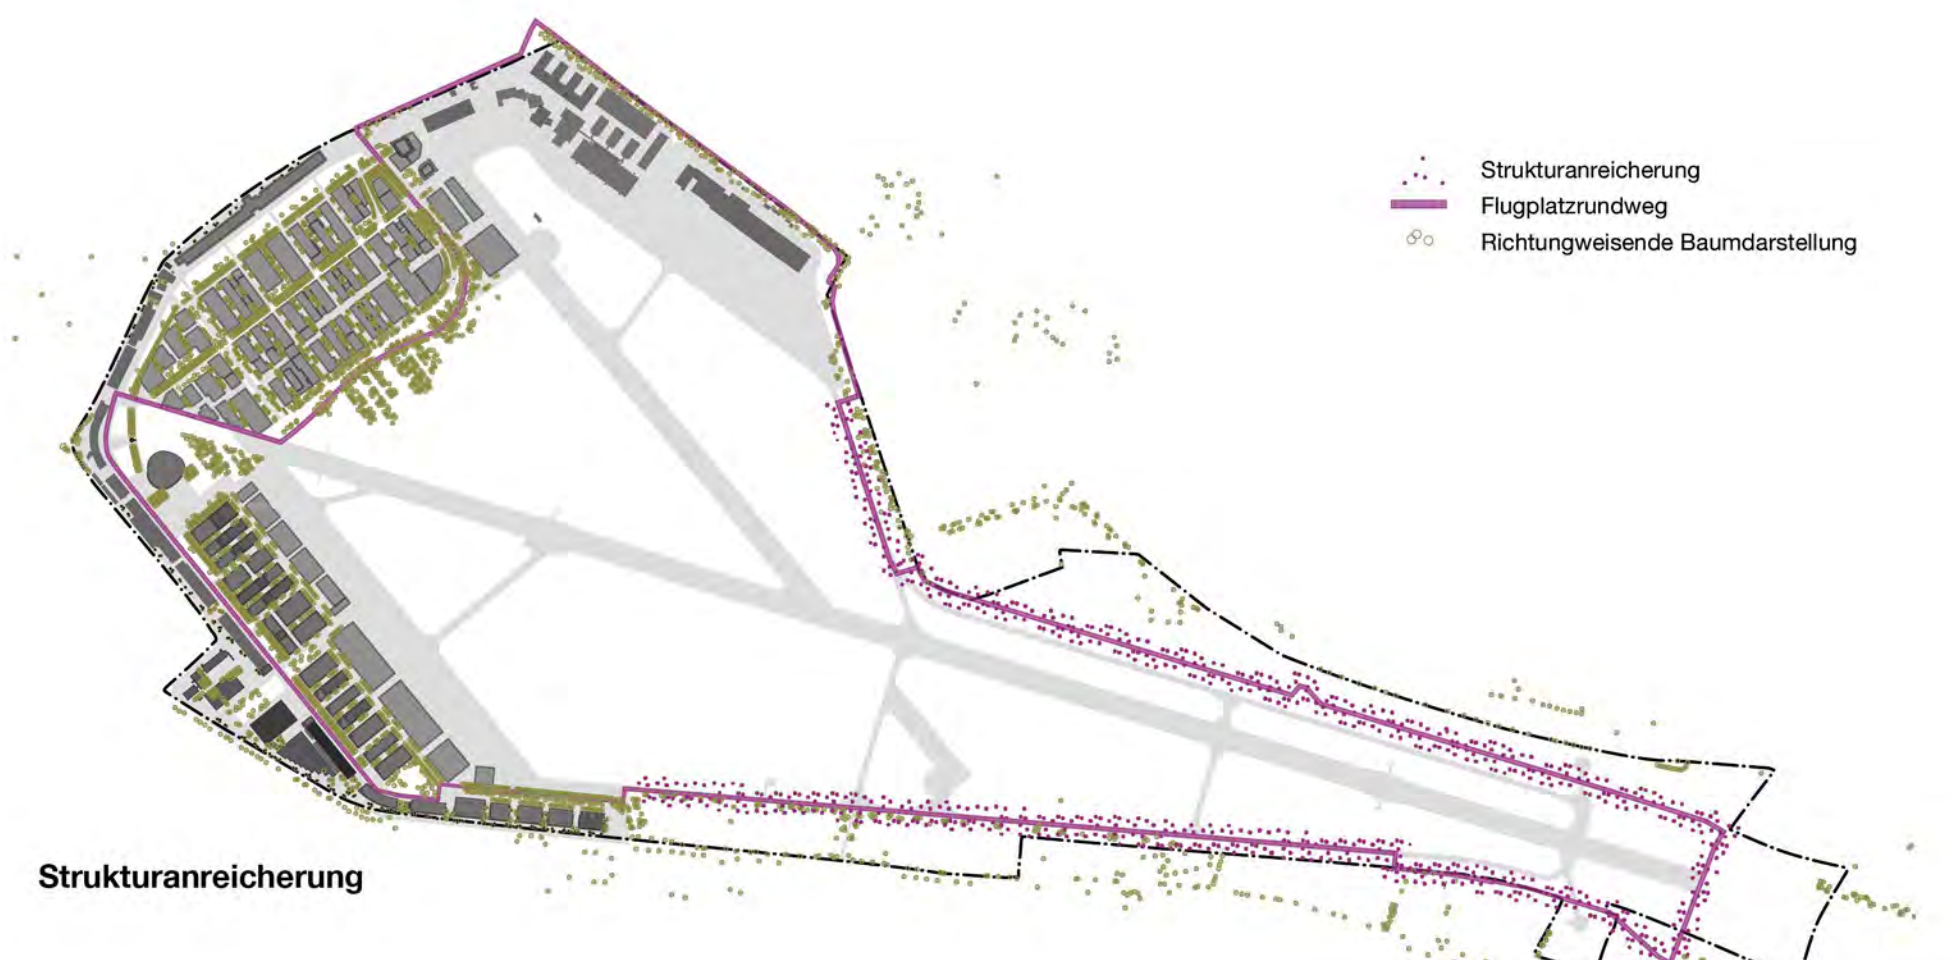 Strukturanreicherung
Flugplatzrundweg
Richtungweisende Baumdarstellung
Strukturanreicherung